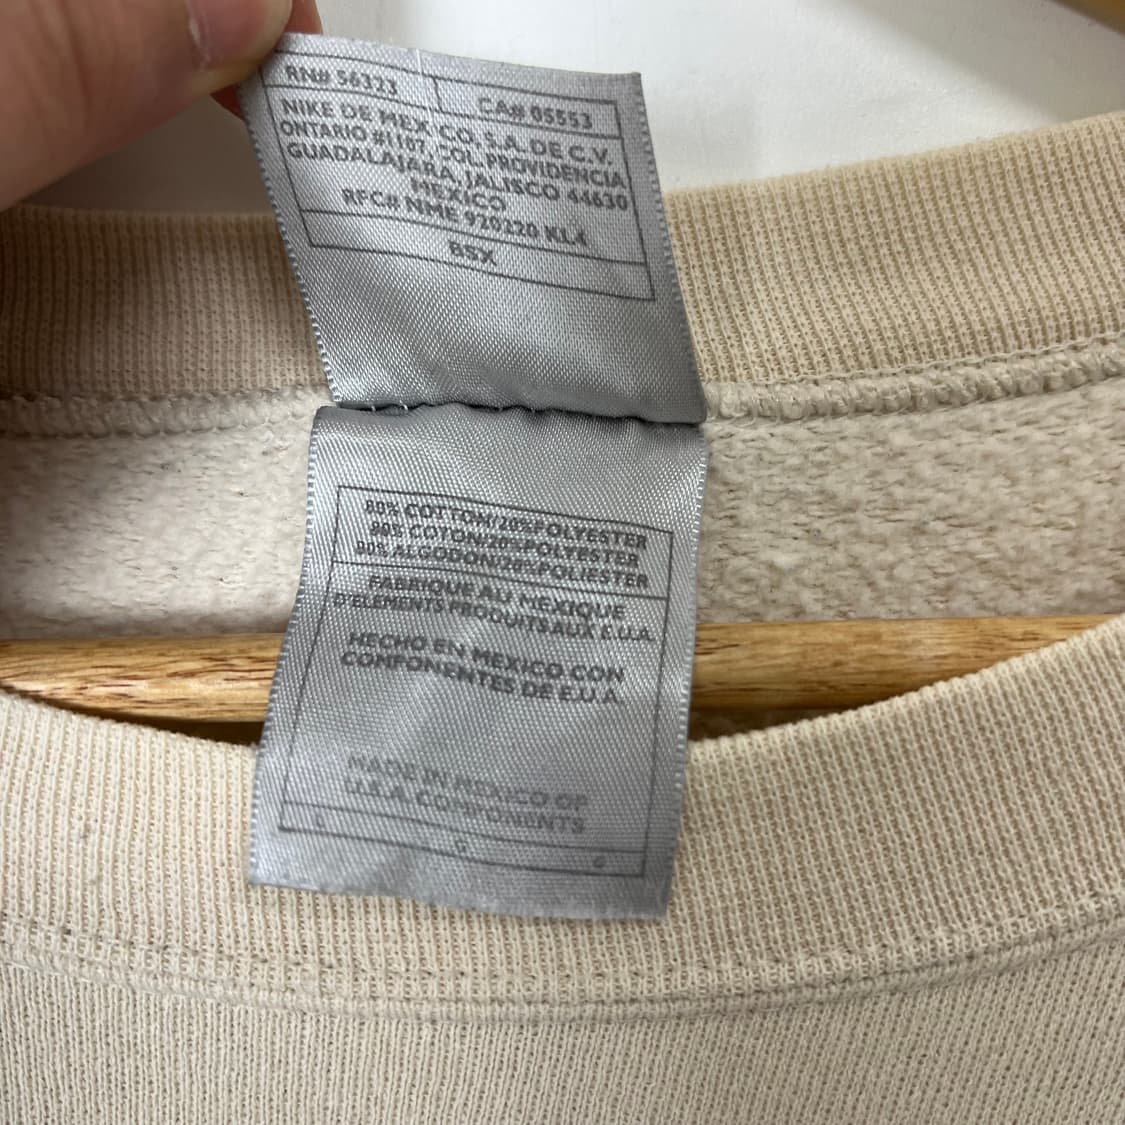 RN# 56323
CA# 05553
NIKE DE MEX CO. S.A. DE C.V.
ONTARIO #1107, COL. PROVIDENCIA
GUADALAJARA, JALISCO 44630
MEXICO
RFC# NME 920220 KL4
BSX
80% COTTON/20%POLYESTER
80% COTON/20%POLYESTER
80% ALGODON/20%POLIESTER
FABRIQUE AU MEXIQUE
D'ELEMENTS PRODUITS AUX E.U.A.
HECHO EN MEXICO CON
COMPONENTES DE E.U.A.
MADE IN MEXICO OF
U.S.A. COMPONENTS